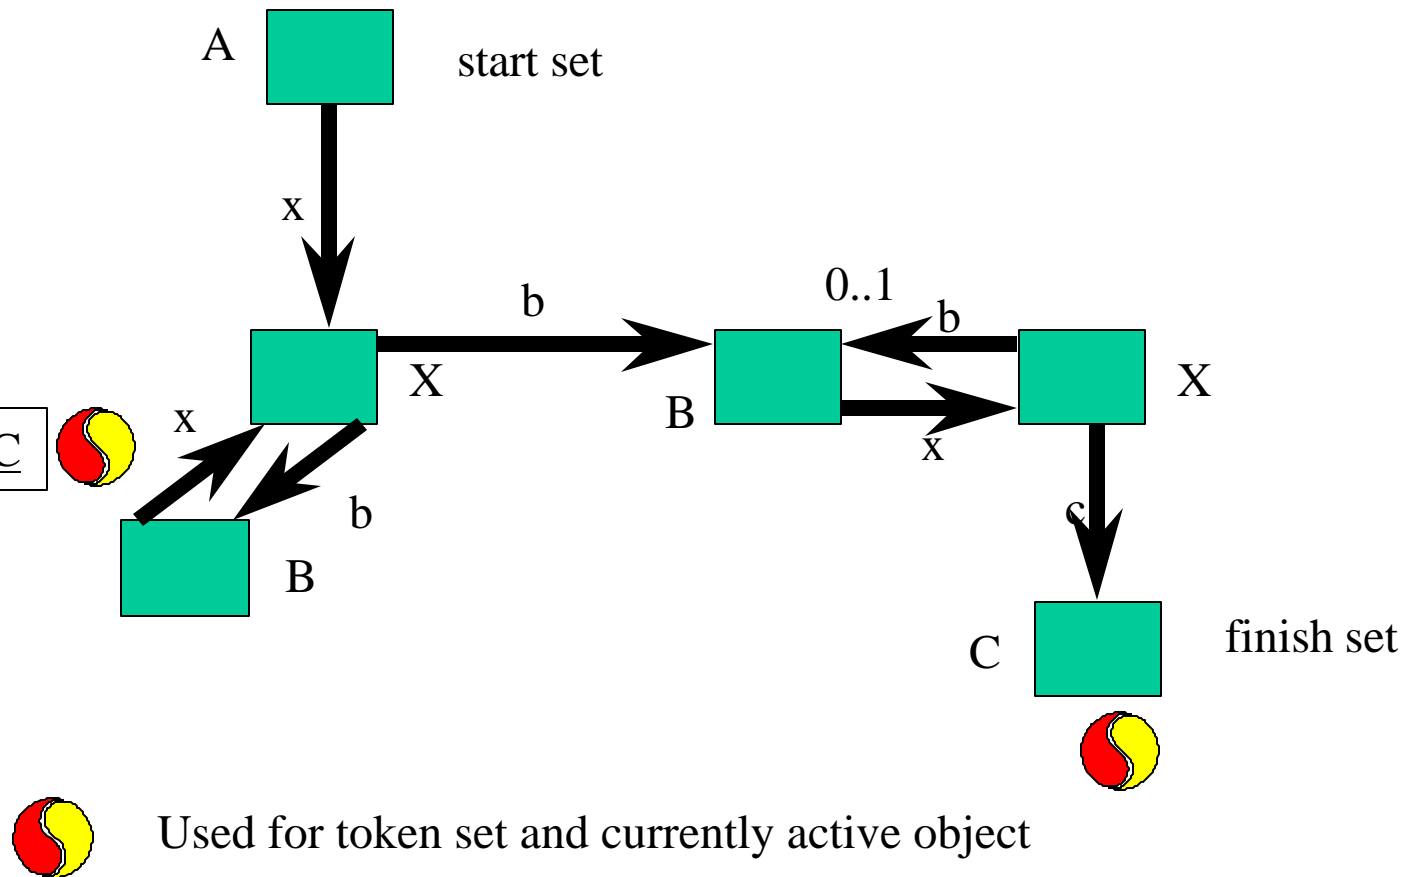 A
start set
x
b
0..1
b
X
B
X
x
C
x
b
B
c
C
finish set
Used for token set and currently active object